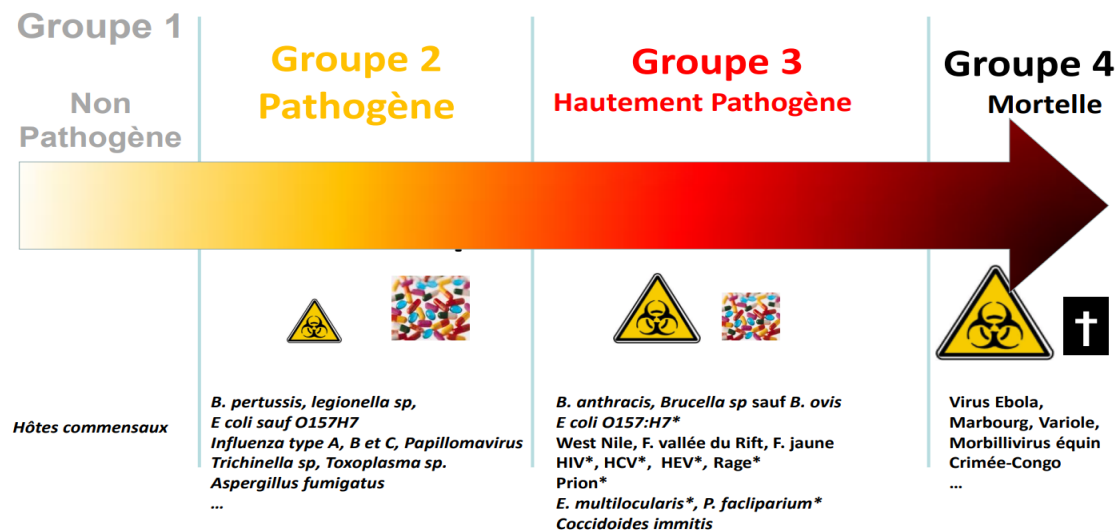 Groupe 1
Non
Pathogène
Groupe 2
Pathogène
Groupe 3
Hautement Pathogène
Groupe 4
Mortelle
Hôtes commensaux
B. pertussis, legionella sp,
E coli sauf O157H7
Influenza type A, B et C, Papillomavirus
Trichinella sp, Toxoplasma sp.
Aspergillus fumigatus
...
B. anthracis, Brucella sp sauf B. ovis
E coli O157:H7*
West Nile, F. vallée du Rift, F. jaune
HIV*, HCV*, HEV*, Rage*
Prion*
E. multilocularis*, P. facliparium*
Coccidoides immitis
Virus Ebola,
Marbourg, Variole,
Morbillivirus équin
Crimée-Congo
...